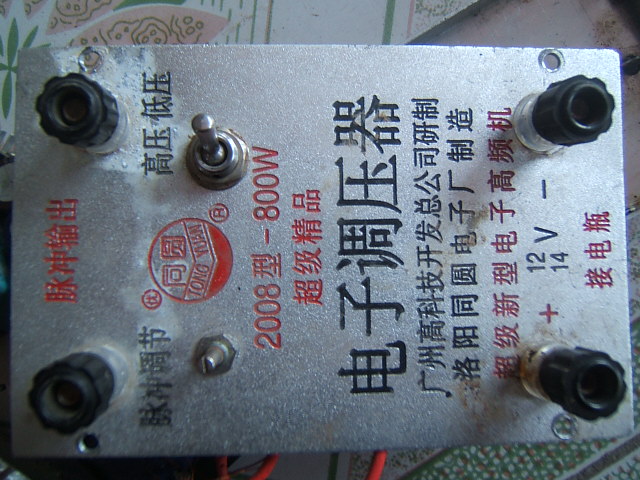 脉冲输出
脉冲调节 高压 低压
® 同圆 ®
TONG YUAN
2008型-800W
超级精品
电子调压器
广州高科技开发总公司研制
洛阳同圆电子厂制造
超级新型电子高频机
+ 12 V −
14
接电瓶